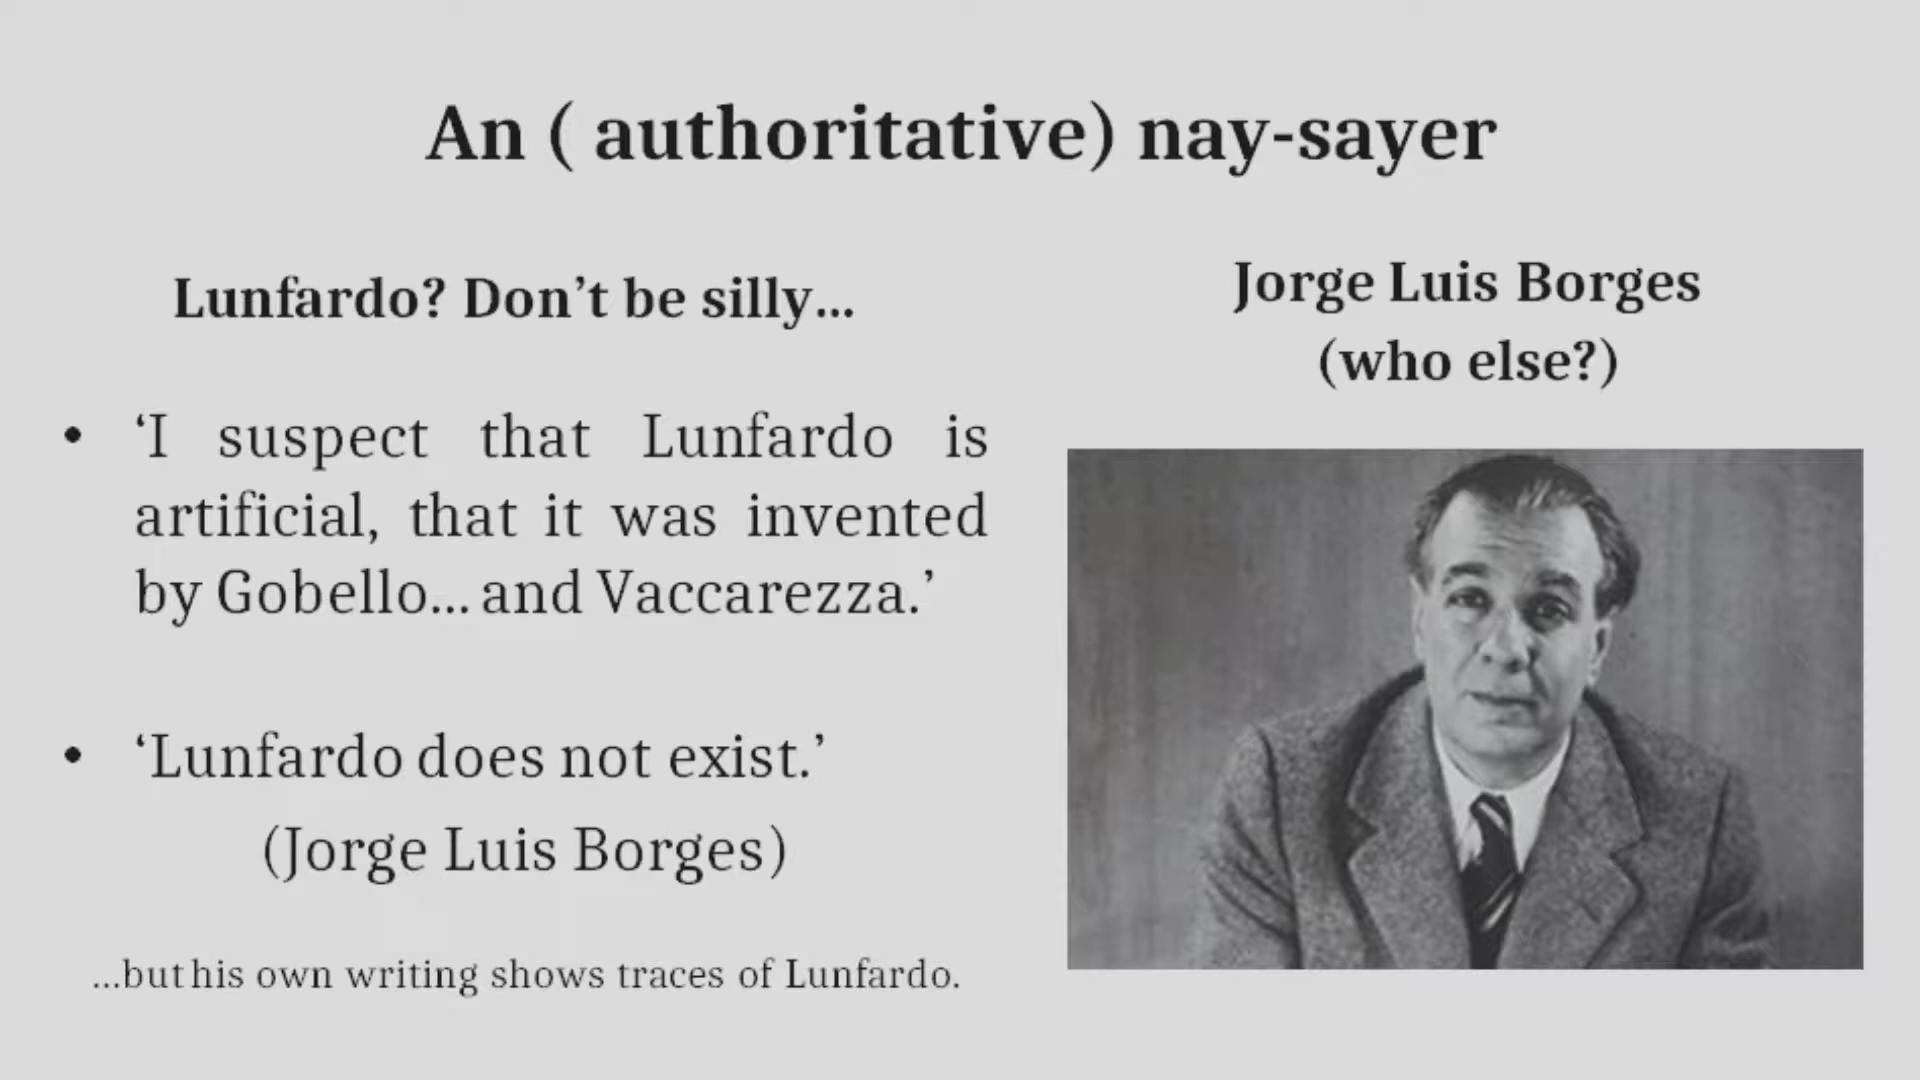 An ( authoritative) nay-sayer
Lunfardo? Don’t be silly...
• ‘I suspect that Lunfardo is
artificial, that it was invented
by Gobello... and Vaccarezza.’
• ‘Lunfardo does not exist.’
(Jorge Luis Borges)
...but his own writing shows traces of Lunfardo.
Jorge Luis Borges
(who else?)